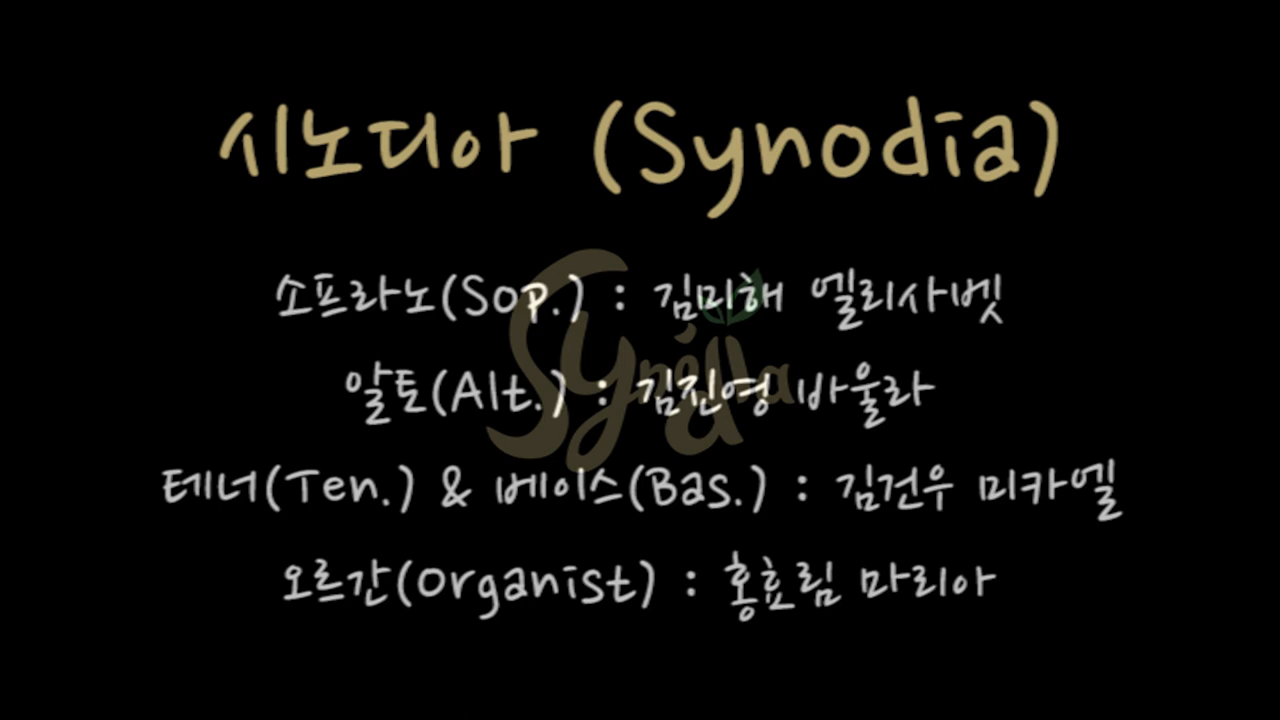 시노디아 (Synodia)
소프라노(Sop.) : 김미해 엘리사벳
알토(Alt.) : 김진영 바울라
테너(Ten.) & 베이스(Bas.) : 김건우 미카엘
오르간(Organist) : 홍효림 마리아